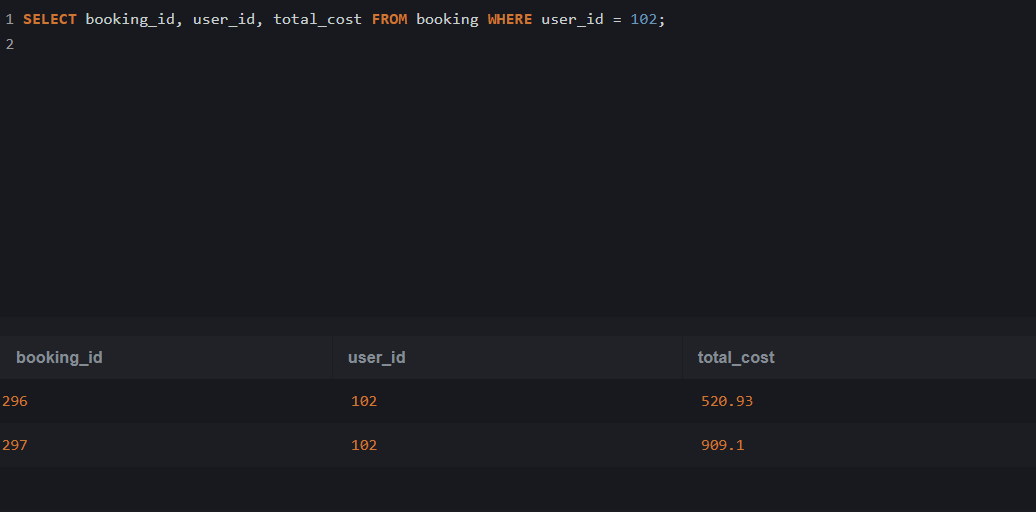 1 SELECT booking_id, user_id, total_cost FROM booking WHERE user_id = 102;
2
booking_id user_id total_cost
296 102 520.93
297 102 909.1